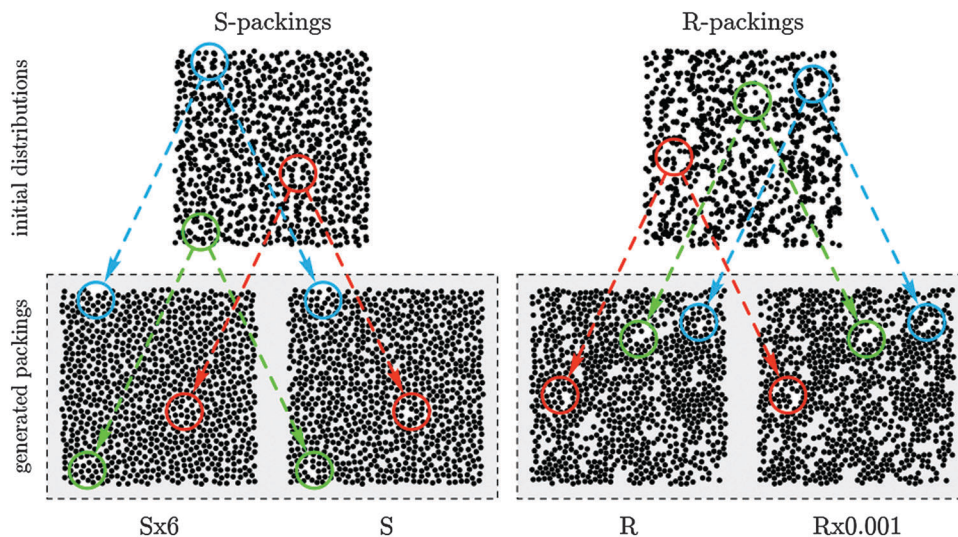 S-packings
R-packings
initial distributions
generated packings
Sx6
S
R
Rx0.001